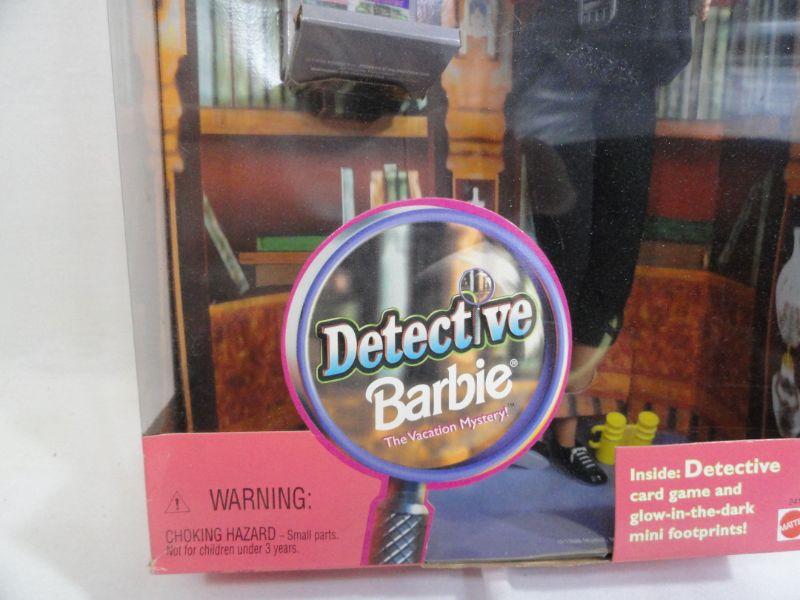 Detective
Barbie®
The Vacation Mystery!™
WARNING:
CHOKING HAZARD – Small parts.
Not for children under 3 years.
Inside: Detective
card game and
glow-in-the-dark
mini footprints!
MATTEL